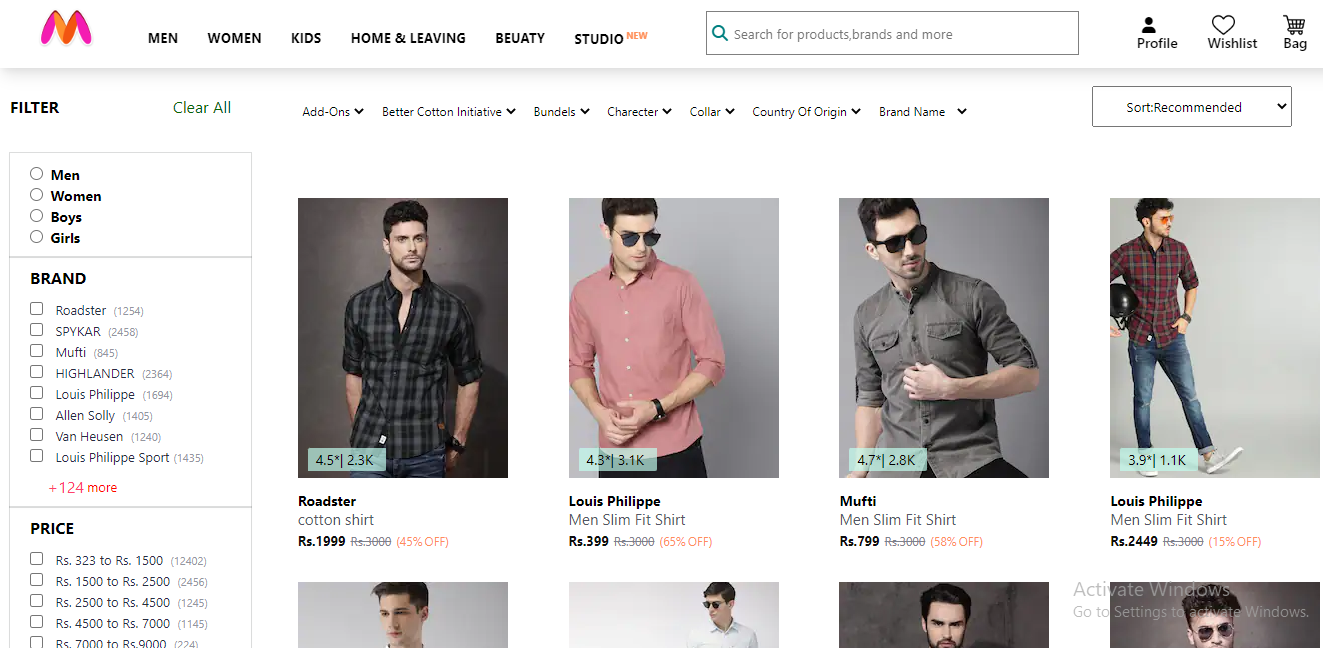 MEN WOMEN KIDS HOME & LEAVING BEUATY STUDIO NEW Search for products,brands and more Profile Wishlist Bag
FILTER Clear All
Add-Ons Better Cotton Initiative Bundels Charecter Collar Country Of Origin Brand Name Sort:Recommended
Men
Women
Boys
Girls
BRAND
Roadster (1254)
SPYKAR (2458)
Mufti (845)
HIGHLANDER (2364)
Louis Philippe (1694)
Allen Solly (1405)
Van Heusen (1240)
Louis Philippe Sport (1435)
+124 more
PRICE
Rs. 323 to Rs. 1500 (12402)
Rs. 1500 to Rs. 2500 (2456)
Rs. 2500 to Rs. 4500 (1245)
Rs. 4500 to Rs. 7000 (1145)
Rs. 7000 to Rs.9000 (224)
4.5*| 2.3K
Roadster
cotton shirt
Rs.1999 Rs.3000 (45% OFF)
4.3*| 3.1K
Louis Philippe
Men Slim Fit Shirt
Rs.399 Rs.3000 (65% OFF)
4.7*| 2.8K
Mufti
Men Slim Fit Shirt
Rs.799 Rs.3000 (58% OFF)
3.9*| 1.1K
Louis Philippe
Men Slim Fit Shirt
Rs.2449 Rs.3000 (15% OFF)
Activate Windows
Go to Settings to activate Windows.